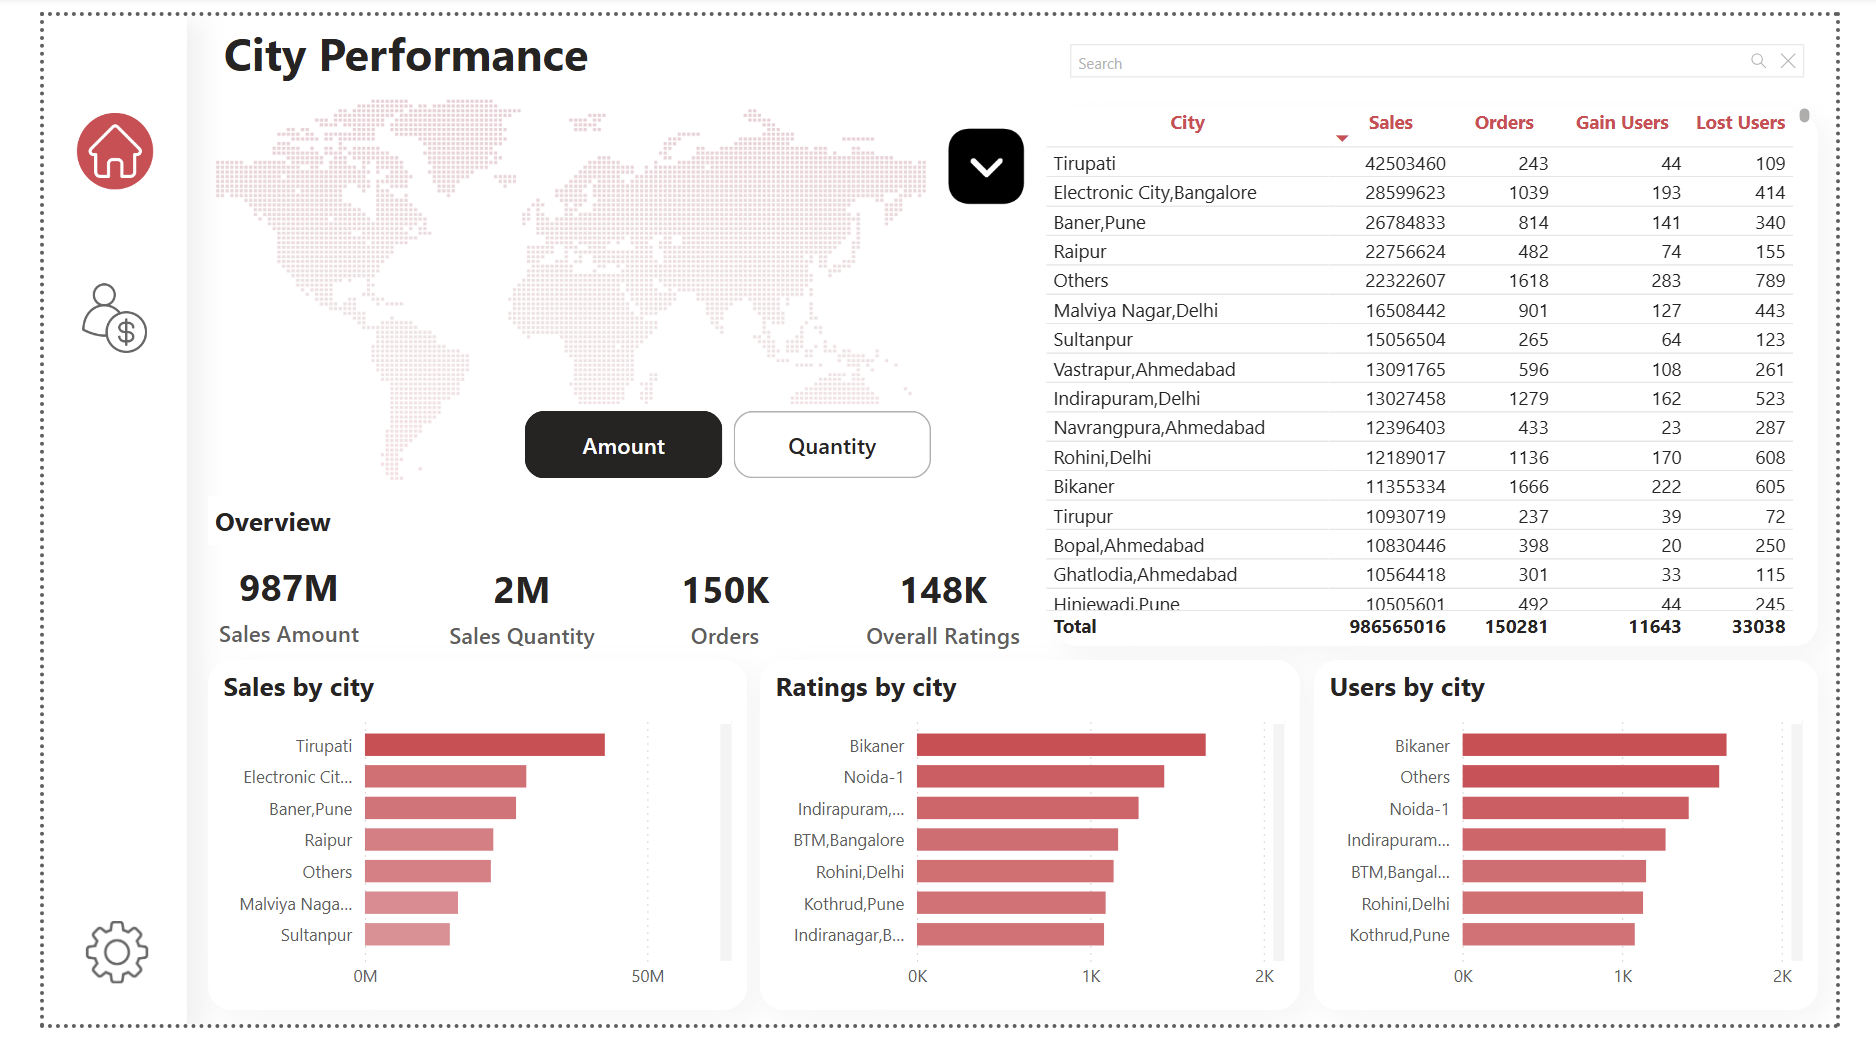 City Performance
Search
City Sales Orders Gain Users Lost Users
Tirupati 42503460 243 44 109
Electronic City,Bangalore 28599623 1039 193 414
Baner,Pune 26784833 814 141 340
Raipur 22756624 482 74 155
Others 22322607 1618 283 789
Malviya Nagar,Delhi 16508442 901 127 443
Sultanpur 15056504 265 64 123
Vastrapur,Ahmedabad 13091765 596 108 261
Indirapuram,Delhi 13027458 1279 162 523
Navrangpura,Ahmedabad 12396403 433 23 287
Rohini,Delhi 12189017 1136 170 608
Bikaner 11355334 1666 222 605
Tirupur 10930719 237 39 72
Bopal,Ahmedabad 10830446 398 20 250
Ghatlodia,Ahmedabad 10564418 301 33 115
Hinjewadi,Pune 10505601 492 44 245
Total 986565016 150281 11643 33038
$
Amount Quantity
Overview
987M 2M 150K 148K
Sales Amount Sales Quantity Orders Overall Ratings
Sales by city
Tirupati
Electronic Cit...
Baner,Pune
Raipur
Others
Malviya Naga...
Sultanpur
0M 50M
Ratings by city
Bikaner
Noida-1
Indirapuram,...
BTM,Bangalore
Rohini,Delhi
Kothrud,Pune
Indiranagar,B...
0K 1K 2K
Users by city
Bikaner
Others
Noida-1
Indirapuram...
BTM,Bangal...
Rohini,Delhi
Kothrud,Pune
0K 1K 2K